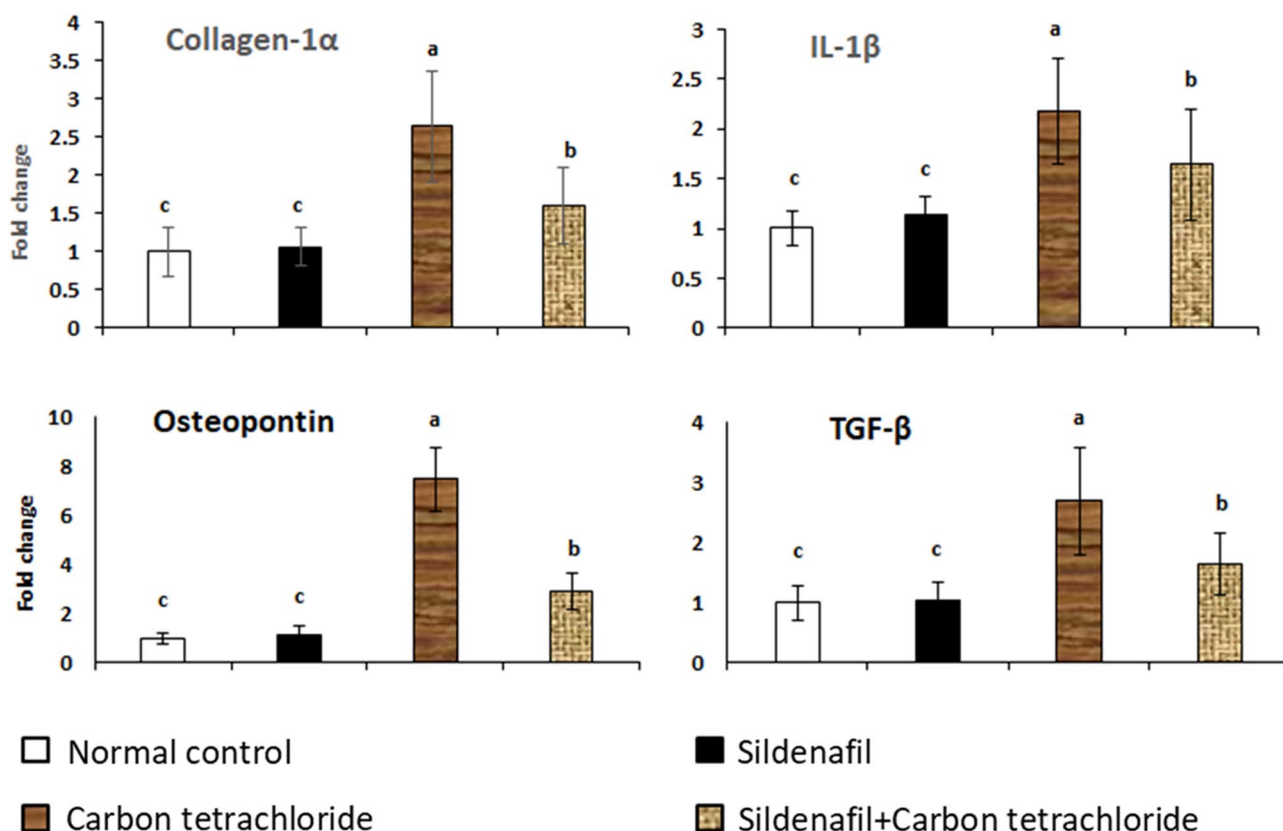 Collagen-1α
Fold change
4
3.5
3
2.5
2
1.5
1
0.5
0
c
c
a
b
IL-1β
3
2.5
2
1.5
1
0.5
0
c
c
a
b
Osteopontin
Fold change
10
8
6
4
2
0
c
c
a
b
TGF-β
4
3
2
1
0
c
c
a
b
Normal control
Sildenafil
Carbon tetrachloride
Sildenafil+Carbon tetrachloride